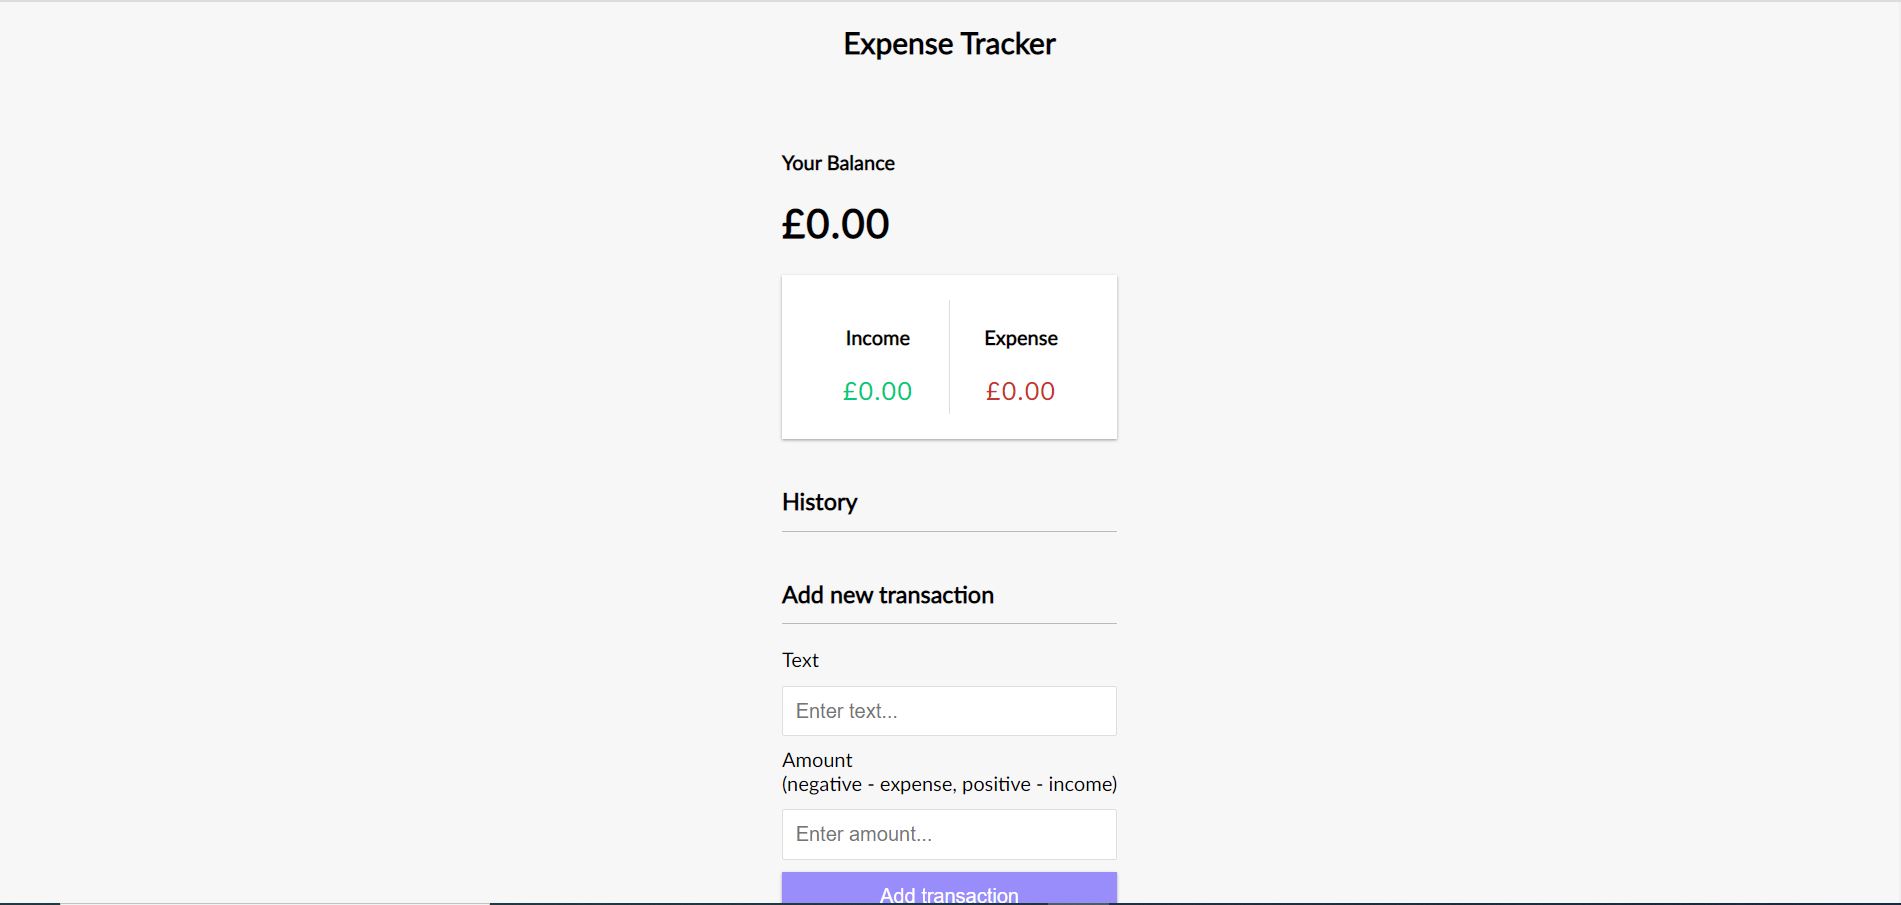 Expense Tracker
Your Balance
£0.00
Income
Expense
£0.00
£0.00
History
Add new transaction
Text
Enter text...
Amount
(negative - expense, positive - income)
Enter amount...
Add transaction